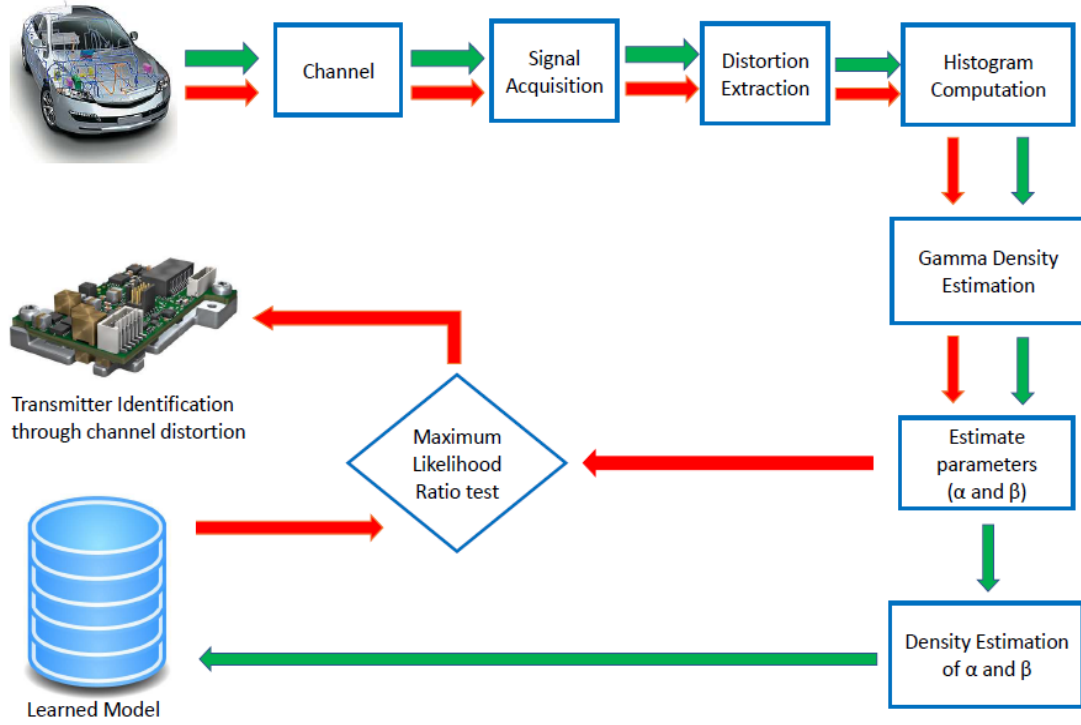 Channel
Signal
Acquisition
Distortion
Extraction
Histogram
Computation
Gamma Density
Estimation
Transmitter Identification
through channel distortion
Maximum
Likelihood
Ratio test
Estimate
parameters
(α and β)
Density Estimation
of α and β
Learned Model